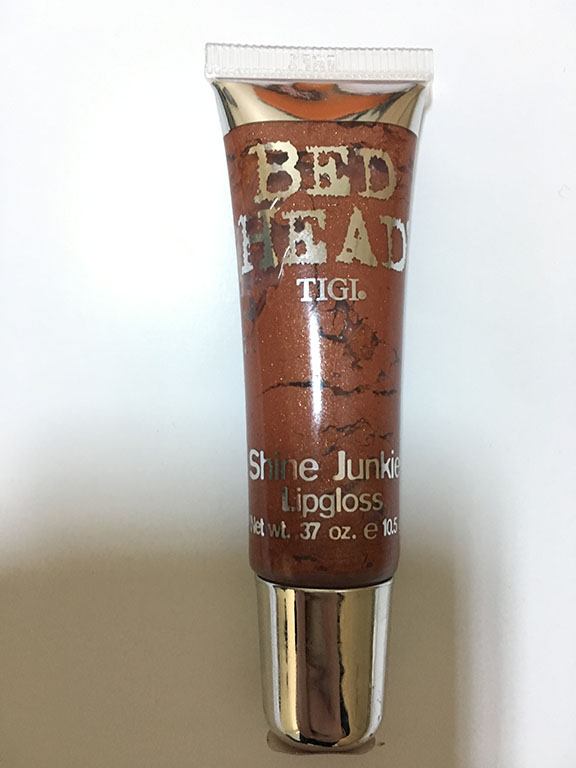 BED
HEAD
TIGI.
Shine Junkie
Lipgloss
Net wt. .37 oz. e 10.5